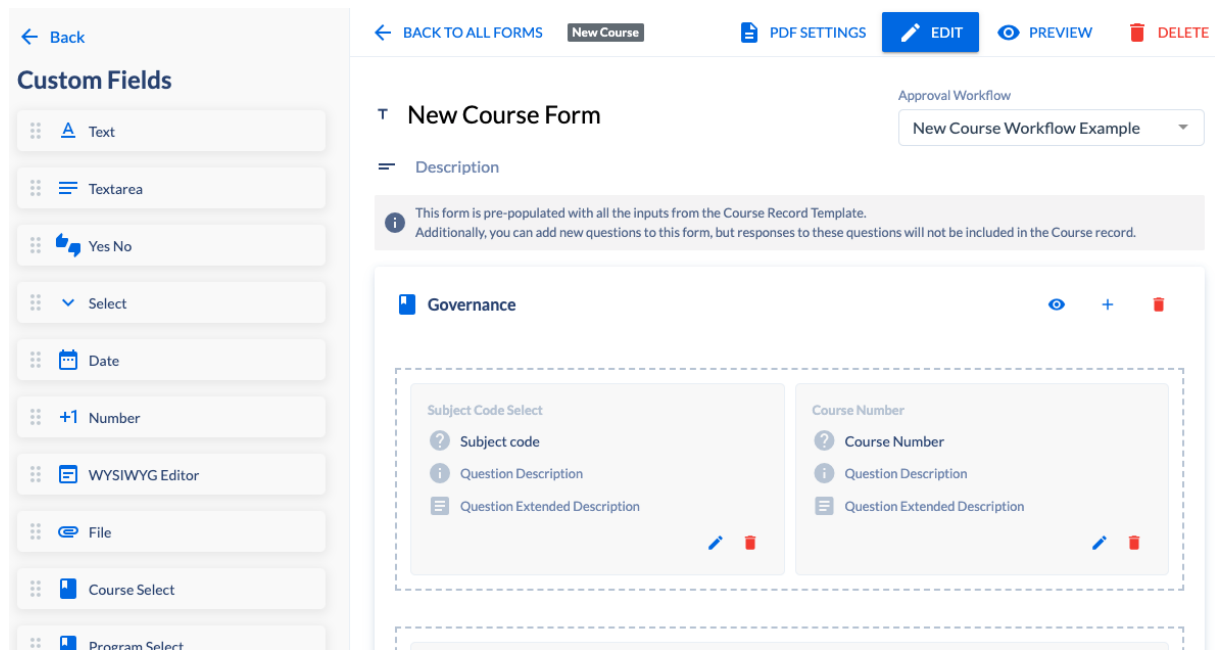 Back
Custom Fields
Text
Textarea
Yes No
Select
Date
+1 Number
WYSIWYG Editor
File
Course Select
Program Select
BACK TO ALL FORMS
New Course
PDF SETTINGS
EDIT
PREVIEW
DELETE
New Course Form
Approval Workflow
New Course Workflow Example
Description
This form is pre-populated with all the inputs from the Course Record Template.
Additionally, you can add new questions to this form, but responses to these questions will not be included in the Course record.
Governance
Subject Code Select
Subject code
Question Description
Question Extended Description
Course Number
Course Number
Question Description
Question Extended Description